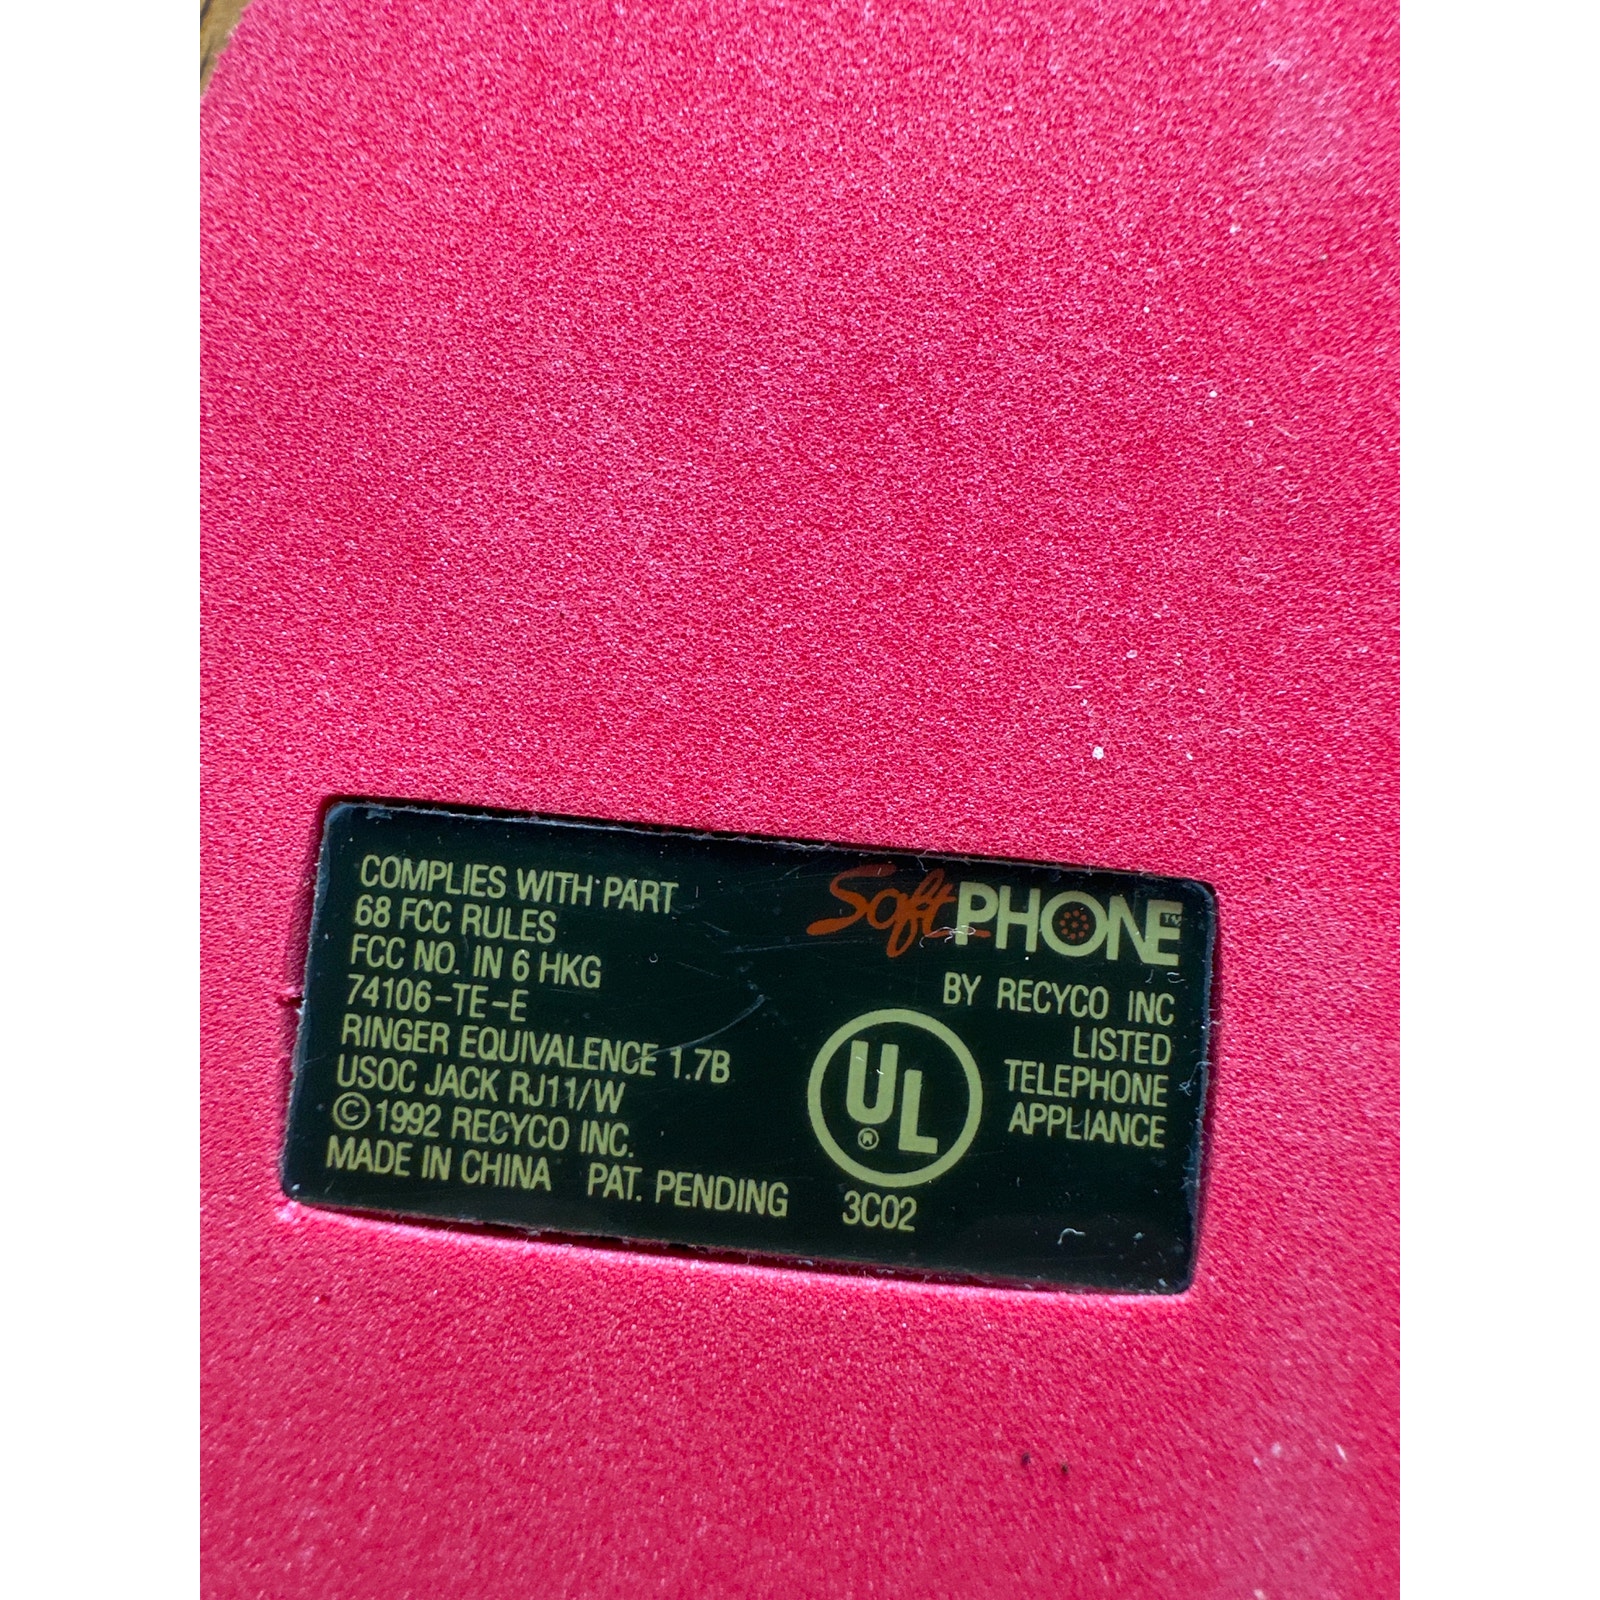 COMPLIES WITH PART
68 FCC RULES
FCC NO. IN 6 HKG
74106-TE-E
RINGER EQUIVALENCE 1.7B
USOC JACK RJ11/W
©1992 RECYCO INC.
MADE IN CHINA PAT. PENDING
Soft PHONE™
BY RECYCO INC
LISTED
TELEPHONE
APPLIANCE
UL®
3C02